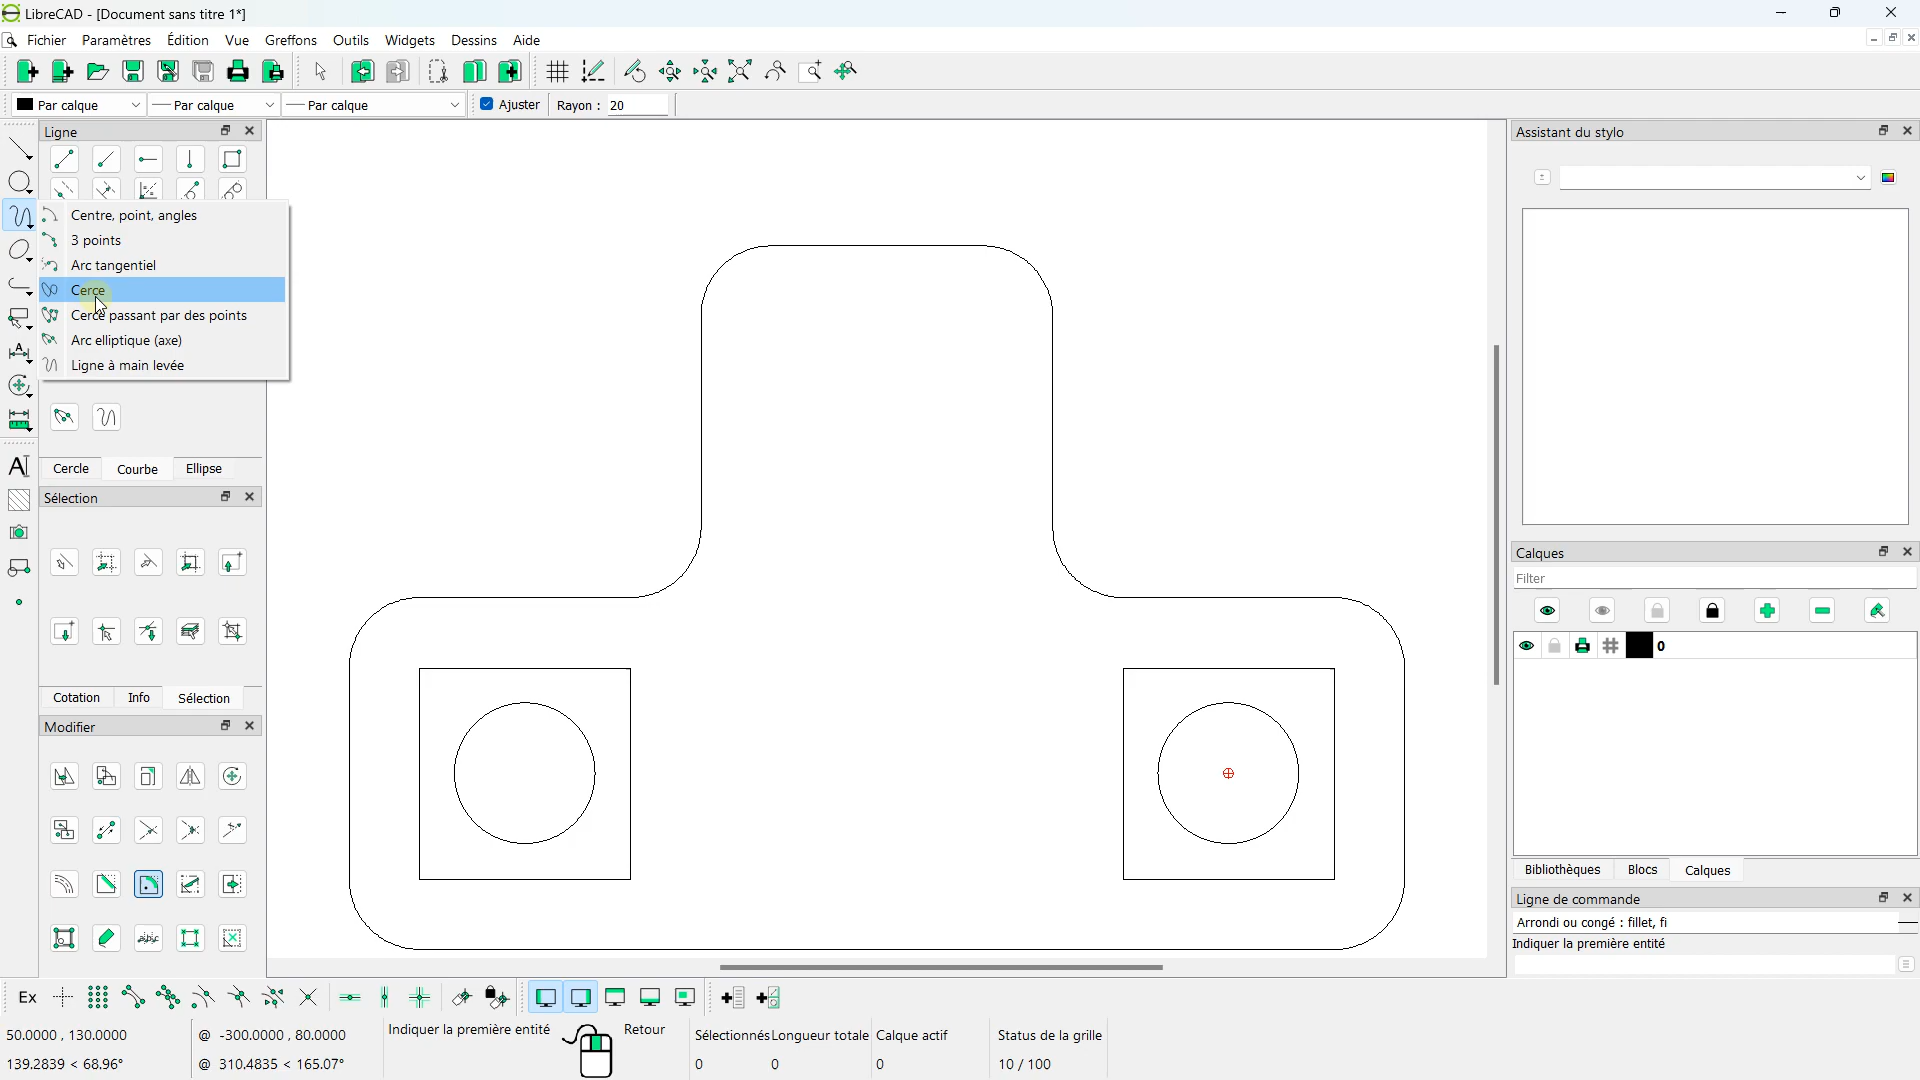 LibreCAD - [Document sans titre 1*]
Fichier Paramètres Édition Vue Greffons Outils Widgets Dessins Aide
Par calque Par calque Par calque Ajuster Rayon : 20
Ligne
Centre, point, angles
3 points
Arc tangentiel
Cerce
Cerce passant par des points
Arc elliptique (axe)
Ligne à main levée
Cercle Courbe Ellipse
Sélection
Cotation Info Sélection
Modifier
Assistant du stylo
Calques
Filter
0
Bibliothèques Blocs Calques
Ligne de commande
Arrondi ou congé : fillet, fi
Indiquer la première entité
Ex
50.0000 , 130.0000 @ -300.0000 , 80.0000 Indiquer la première entité Retour Sélectionnés Longueur totale Calque actif Status de la grille
139.2839 < 68.96° @ 310.4835 < 165.07° 0 0 0 10 / 100